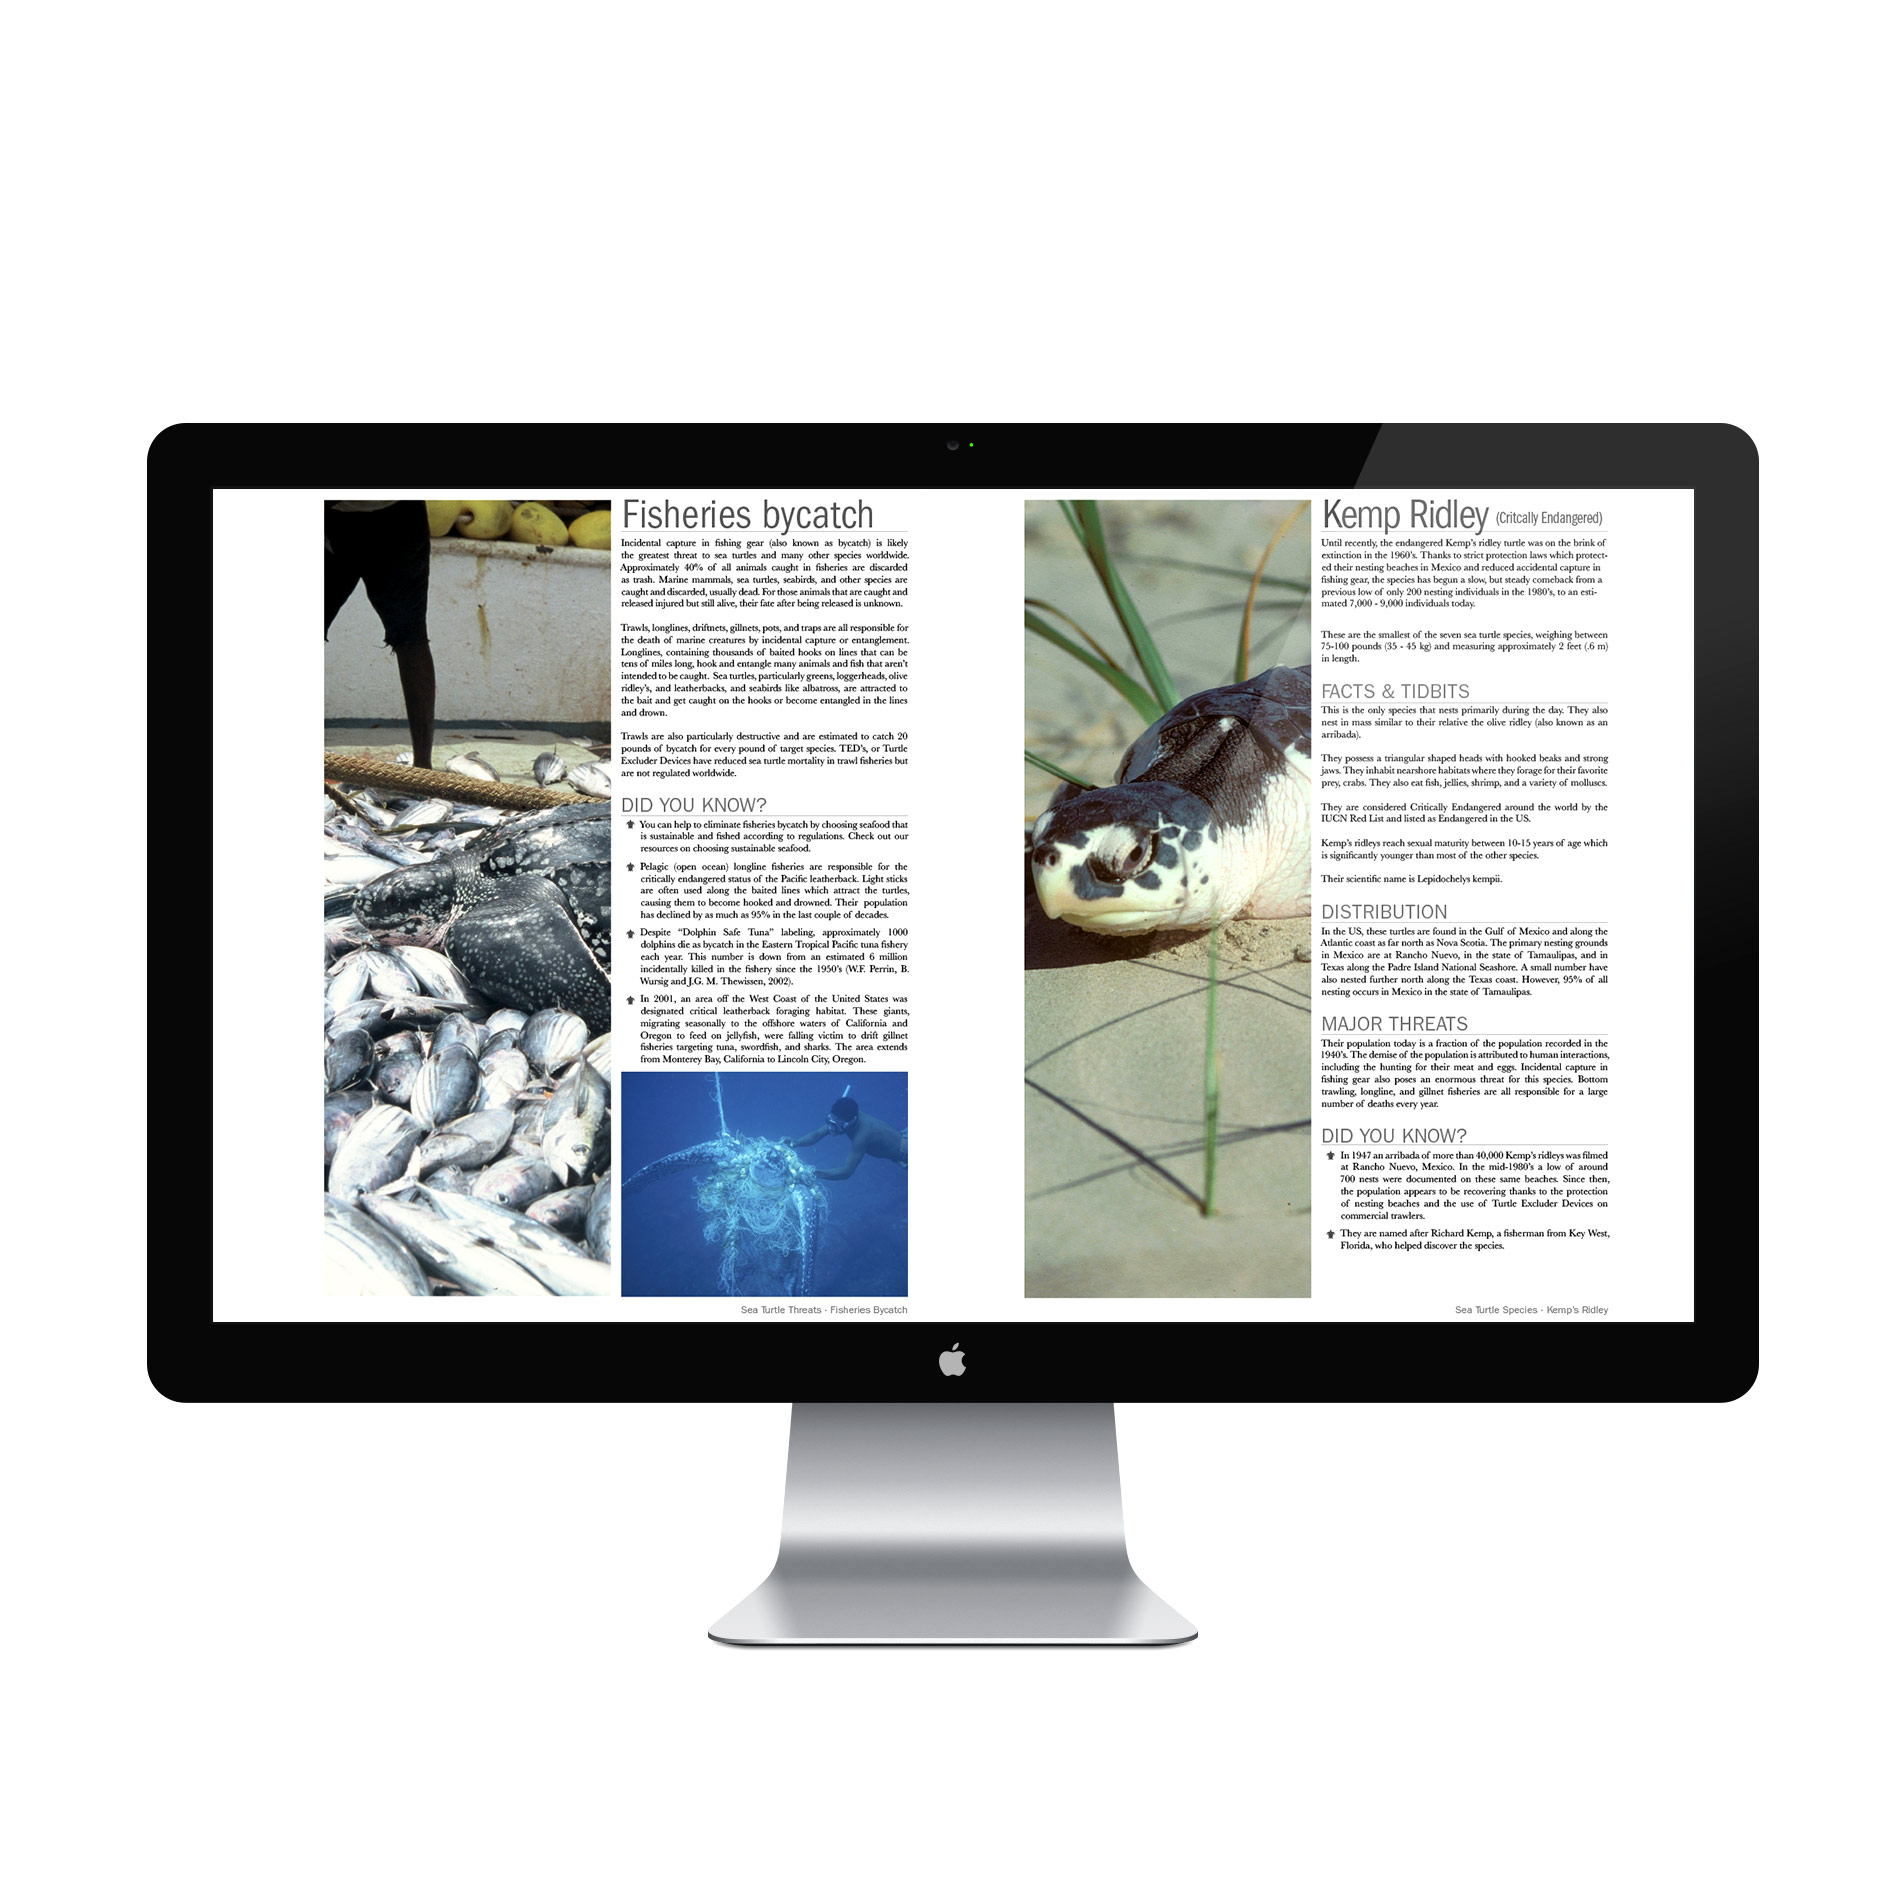 Fisheries bycatch
Incidental capture in fishing gear (also known as bycatch) is likely
the greatest threat to sea turtles and many other species worldwide.
Approximately 40% of all animals caught in fisheries are discarded
as trash. Marine mammals, sea turtles, seabirds, and other species are
caught and discarded, usually dead. For those animals that are caught and
released injured but still alive, their fate after being released is unknown.
Trawls, longlines, driftnets, gillnets, pots, and traps are all responsible for
the death of marine creatures by incidental capture or entanglement.
Longlines, containing thousands of baited hooks on lines that can be
tens of miles long, hook and entangle many animals and fish that aren't
intended to be caught. Sea turtles, particularly greens, loggerheads, olive
ridley's, and leatherbacks, and seabirds like albatross, are attracted to
the bait and get caught on the hooks or become entangled in the lines
and drown.
Trawls are also particularly destructive and are estimated to catch 20
pounds of bycatch for every pound of target species. TED's, or Turtle
Excluder Devices have reduced sea turtle mortality in trawl fisheries but
are not regulated worldwide.
DID YOU KNOW?
You can help to eliminate fisheries bycatch by choosing seafood that
is sustainable and fished according to regulations. Check out our
resources on choosing sustainable seafood.
Pelagic (open ocean) longline fisheries are responsible for the
critically endangered status of the Pacific leatherback. Light sticks
are often used along the baited lines which attract the turtles,
causing them to become hooked and drowned. Their population
has declined by as much as 95% in the last couple of decades.
Despite "Dolphin Safe Tuna" labeling, approximately 1000
dolphins die as bycatch in the Eastern Tropical Pacific tuna fishery
each year. This number is down from an estimated 6 million
incidentally killed in the fishery since the 1950's (W.F. Perrin, B.
Wursig and J.G. M. Thewissen, 2002).
In 2001, an area off the West Coast of the United States was
designated critical leatherback foraging habitat. These giants,
migrating seasonally to the offshore waters of California and
Oregon to feed on jellyfish, were falling victim to drift gillnet
fisheries targeting tuna, swordfish, and sharks. The area extends
from Monterey Bay, California to Lincoln City, Oregon.
Sea Turtle Threats - Fisheries Bycatch
Kemp Ridley (Critcally Endangered)
Until recently, the endangered Kemp's ridley turtle was on the brink of
extinction in the 1960's. Thanks to strict protection laws which protect-
ed their nesting beaches in Mexico and reduced accidental capture in
fishing gear, the species has begun a slow, but steady comeback from a
previous low of only 200 nesting individuals in the 1980's, to an esti-
mated 7,000 - 9,000 individuals today.
These are the smallest of the seven sea turtle species, weighing between
75-100 pounds (35 - 45 kg) and measuring approximately 2 feet (.6 m)
in length.
FACTS & TIDBITS
This is the only species that nests primarily during the day. They also
nest in mass similar to their relative the olive ridley (also known as an
arribada).
They possess a triangular shaped heads with hooked beaks and strong
jaws. They inhabit nearshore habitats where they forage for their favorite
prey, crabs. They also eat fish, jellies, shrimp, and a variety of molluscs.
They are considered Critically Endangered around the world by the
IUCN Red List and listed as Endangered in the US.
Kemp's ridleys reach sexual maturity between 10-15 years of age which
is significantly younger than most of the other species.
Their scientific name is Lepidochelys kempii.
DISTRIBUTION
In the US, these turtles are found in the Gulf of Mexico and along the
Atlantic coast as far north as Nova Scotia. The primary nesting grounds
in Mexico are at Rancho Nuevo, in the state of Tamaulipas, and in
Texas along the Padre Island National Seashore. A small number have
also nested further north along the Texas coast. However, 95% of all
nesting occurs in Mexico in the state of Tamaulipas.
MAJOR THREATS
Their population today is a fraction of the population recorded in the
1940's. The demise of the population is attributed to human interactions,
including the hunting for their meat and eggs. Incidental capture in
fishing gear also poses an enormous threat for this species. Bottom
trawling, longline, and gillnet fisheries are all responsible for a large
number of deaths every year.
DID YOU KNOW?
In 1947 an arribada of more than 40,000 Kemp's ridleys was filmed
at Rancho Nuevo, Mexico. In the mid-1980's a low of around
700 nests were documented on these same beaches. Since then,
the population appears to be recovering thanks to the protection
of nesting beaches and the use of Turtle Excluder Devices on
commercial trawlers.
They are named after Richard Kemp, a fisherman from Key West,
Florida, who helped discover the species.
Sea Turtle Species - Kemp's Ridley